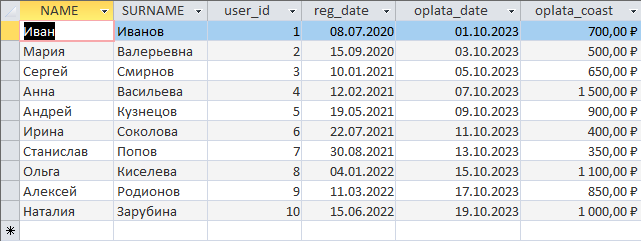 NAME SURNAME user_id reg_date oplata_date oplata_coast
Иван Иванов 1 08.07.2020 01.10.2023 700,00 ₽
Мария Валерьевна 2 15.09.2020 03.10.2023 500,00 ₽
Сергей Смирнов 3 10.01.2021 05.10.2023 650,00 ₽
Анна Васильева 4 12.02.2021 07.10.2023 1 500,00 ₽
Андрей Кузнецов 5 19.05.2021 09.10.2023 900,00 ₽
Ирина Соколова 6 22.07.2021 11.10.2023 400,00 ₽
Станислав Попов 7 30.08.2021 13.10.2023 350,00 ₽
Ольга Киселева 8 04.01.2022 15.10.2023 1 100,00 ₽
Алексей Родионов 9 11.03.2022 17.10.2023 850,00 ₽
Наталия Зарубина 10 15.06.2022 19.10.2023 1 000,00 ₽